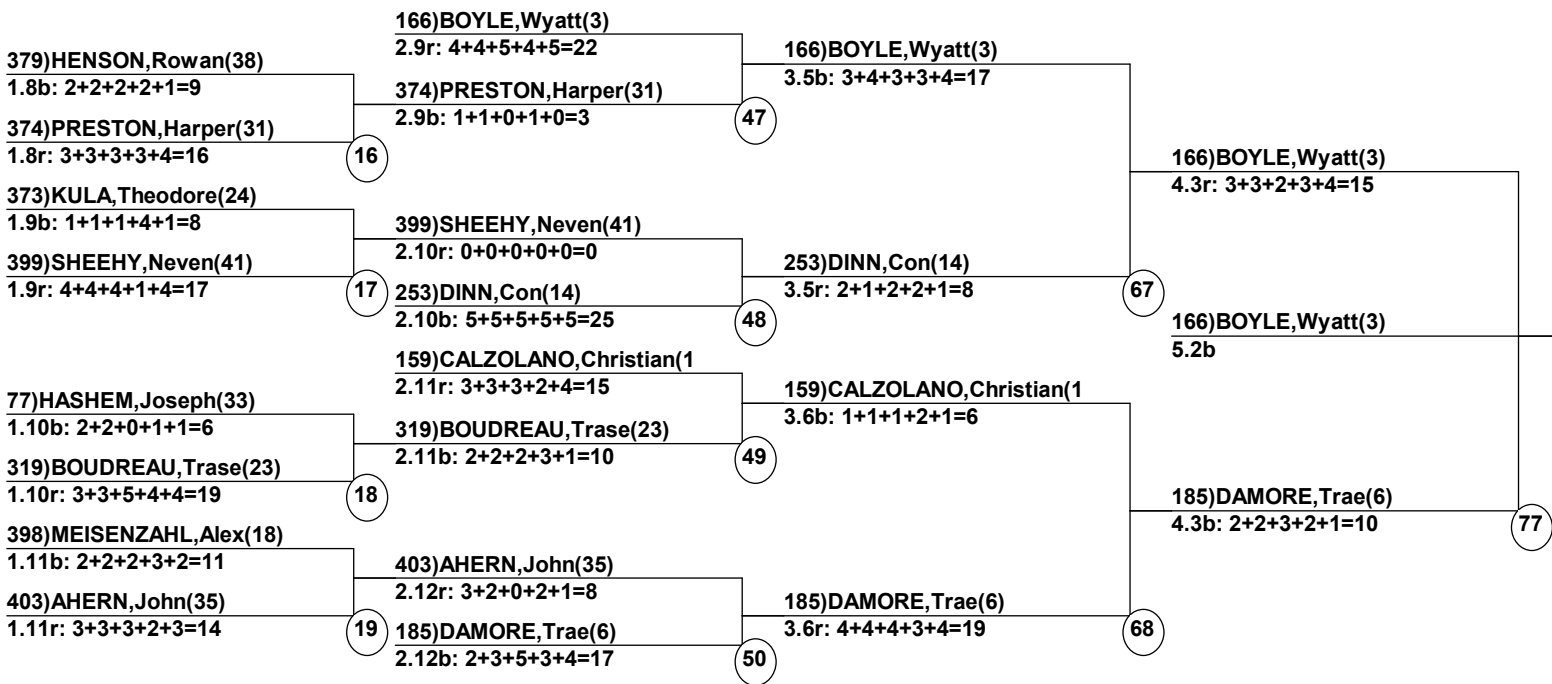 379)HENSON,Rowan(38)
1.8b: 2+2+2+2+1=9
374)PRESTON,Harper(31)
1.8r: 3+3+3+3+4=16
16
373)KULA,Theodore(24)
1.9b: 1+1+1+4+1=8
399)SHEEHY,Neven(41)
1.9r: 4+4+4+1+4=17
17
77)HASHEM,Joseph(33)
1.10b: 2+2+0+1+1=6
319)BOUDREAU,Trase(23)
1.10r: 3+3+5+4+4=19
18
398)MEISENZAHL,Alex(18)
1.11b: 2+2+2+3+2=11
403)AHERN,John(35)
1.11r: 3+3+3+2+3=14
19
166)BOYLE,Wyatt(3)
2.9r: 4+4+5+4+5=22
374)PRESTON,Harper(31)
2.9b: 1+1+0+1+0=3
47
399)SHEEHY,Neven(41)
2.10r: 0+0+0+0+0=0
253)DINN,Con(14)
2.10b: 5+5+5+5+5=25
48
159)CALZOLANO,Christian(1
2.11r: 3+3+3+2+4=15
319)BOUDREAU,Trase(23)
2.11b: 2+2+2+3+1=10
49
403)AHERN,John(35)
2.12r: 3+2+0+2+1=8
185)DAMORE,Trae(6)
2.12b: 2+3+5+3+4=17
50
166)BOYLE,Wyatt(3)
3.5b: 3+4+3+3+4=17
253)DINN,Con(14)
3.5r: 2+1+2+2+1=8
67
159)CALZOLANO,Christian(1
3.6b: 1+1+1+2+1=6
185)DAMORE,Trae(6)
3.6r: 4+4+4+3+4=19
68
166)BOYLE,Wyatt(3)
4.3r: 3+3+2+3+4=15
166)BOYLE,Wyatt(3)
5.2b
185)DAMORE,Trae(6)
4.3b: 2+2+3+2+1=10
77